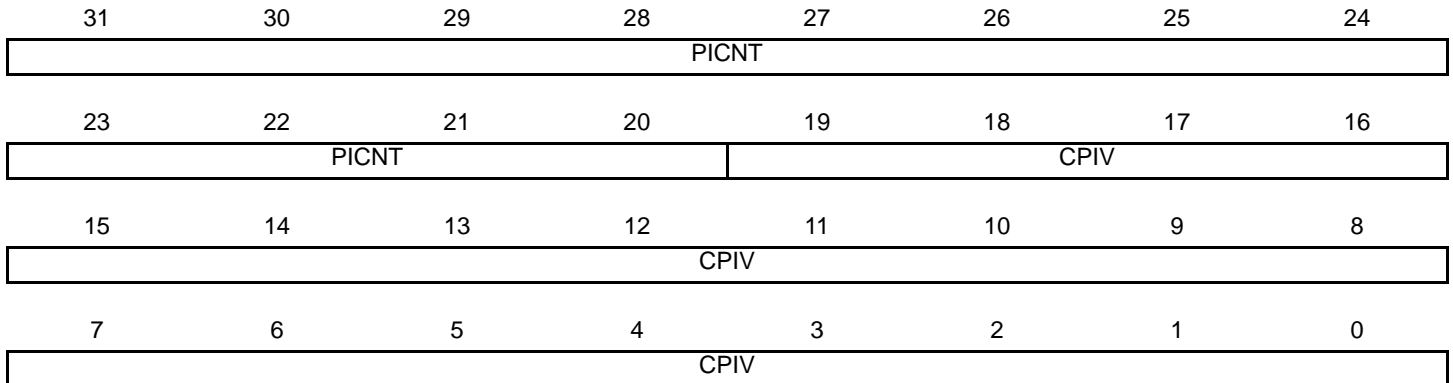 31 30 29 28 27 26 25 24
PICNT
23 22 21 20 19 18 17 16
PICNT CPIV
15 14 13 12 11 10 9 8
CPIV
7 6 5 4 3 2 1 0
CPIV